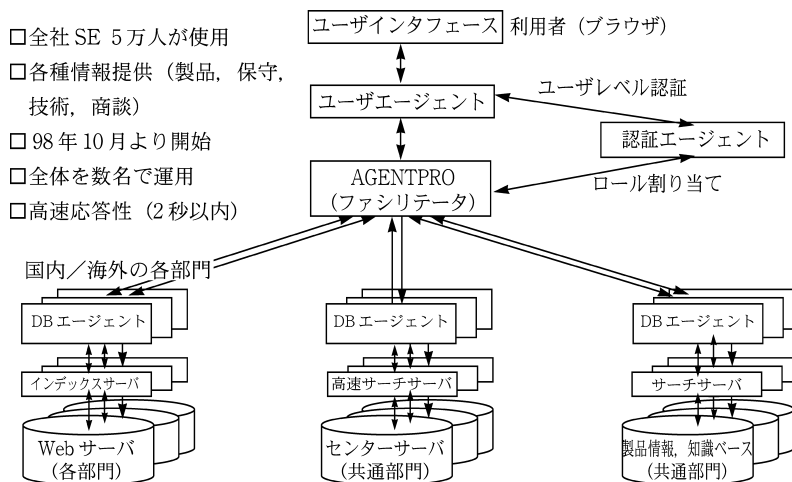 □全社 SE 5万人が使用
□各種情報提供（製品，保守，
技術，商談）
□ 98年10月より開始
□全体を数名で運用
□高速応答性（2秒以内）
ユーザインタフェース
利用者（ブラウザ）
ユーザエージェント
ユーザレベル認証
認証エージェント
AGENTPRO
（ファシリテータ）
ロール割り当て
国内／海外の各部門
DBエージェント
DBエージェント
DBエージェント
インデックスサーバ
高速サーチサーバ
サーチサーバ
Webサーバ
（各部門）
センターサーバ
（共通部門）
製品情報，知識ベース
（共通部門）